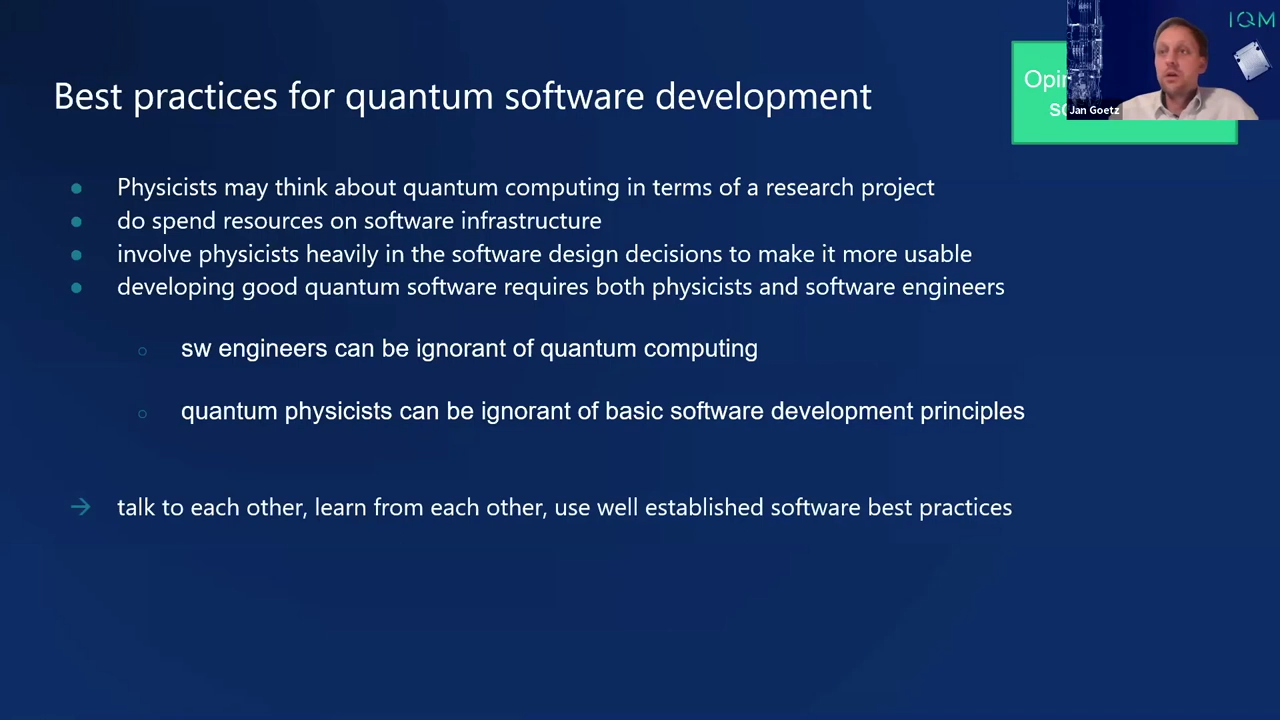 IQM
Best practices for quantum software development
Jan Goetz
Physicists may think about quantum computing in terms of a research project
do spend resources on software infrastructure
involve physicists heavily in the software design decisions to make it more usable
developing good quantum software requires both physicists and software engineers
sw engineers can be ignorant of quantum computing
quantum physicists can be ignorant of basic software development principles
→ talk to each other, learn from each other, use well established software best practices